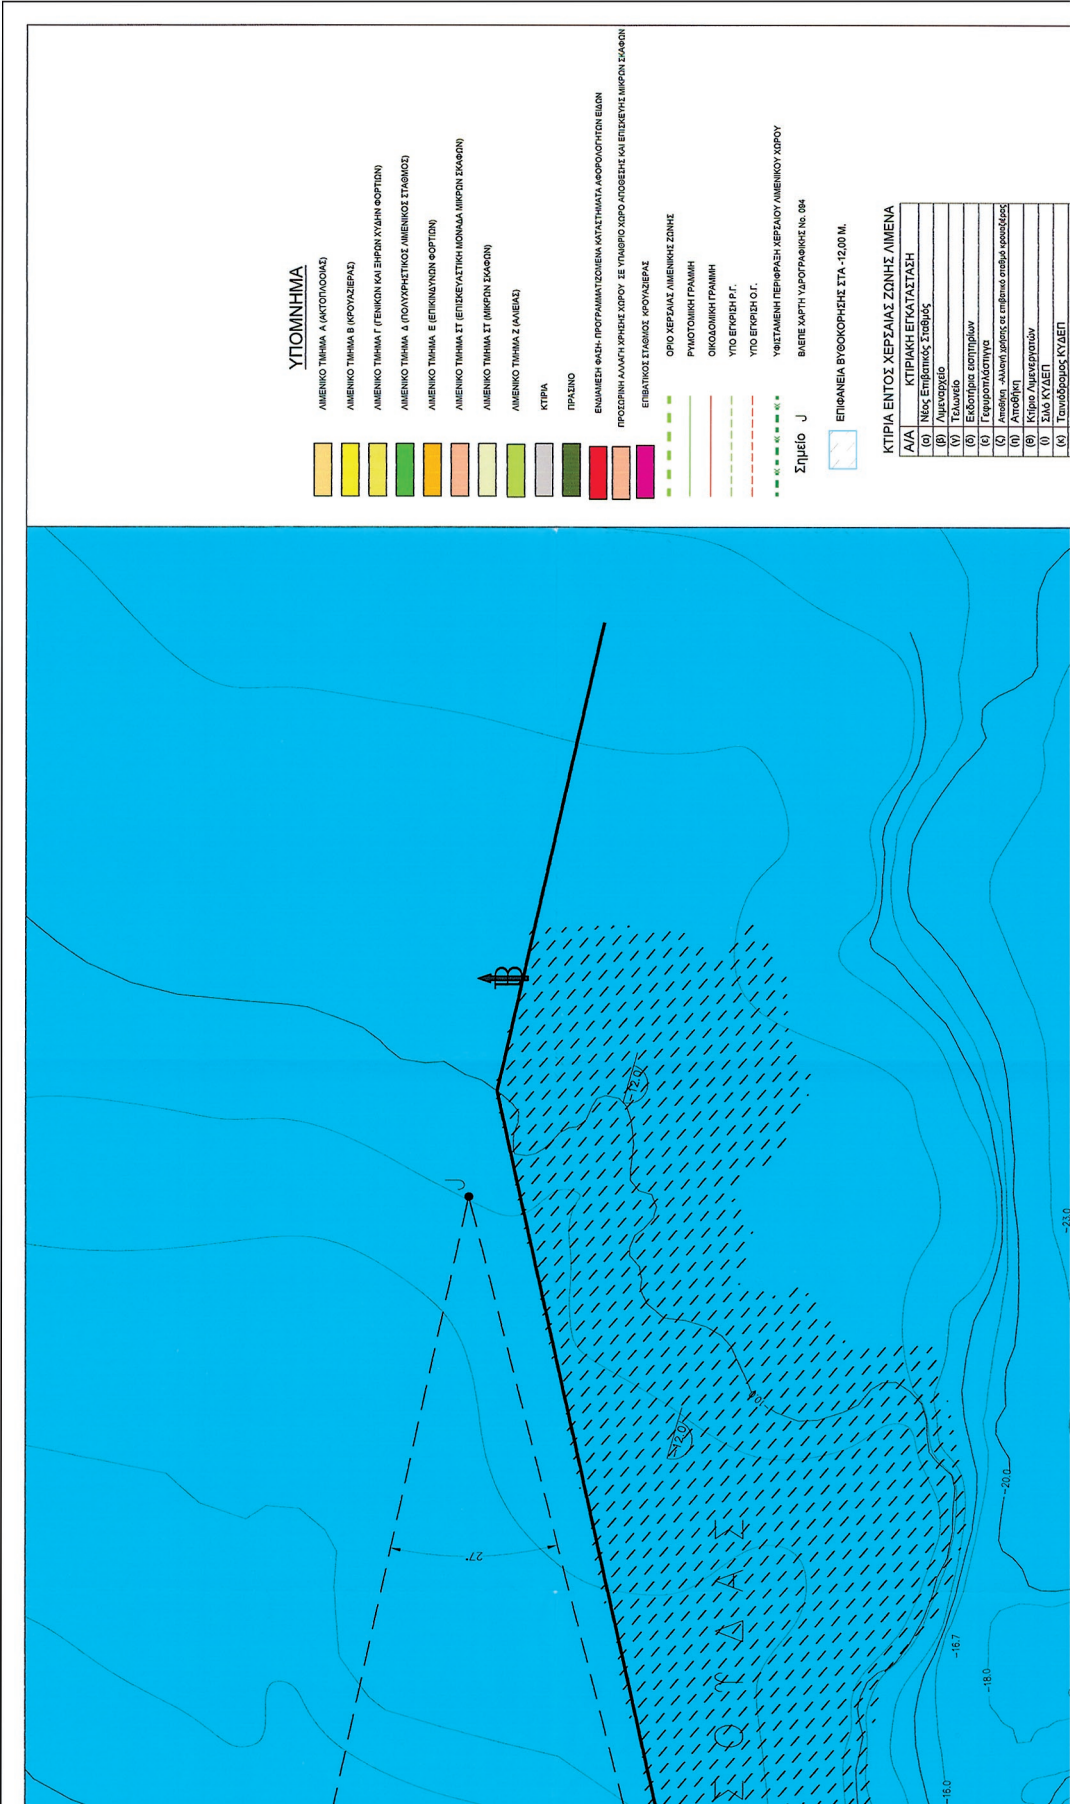 ΥΠΟΜΝΗΜΑ
ΛΙΜΕΝΙΚΟ ΤΜΗΜΑ Α (ΑΚΤΟΠΛΟΟΙΑΣ)
ΛΙΜΕΝΙΚΟ ΤΜΗΜΑ Β (ΚΡΟΥΑΖΙΕΡΑΣ)
ΛΙΜΕΝΙΚΟ ΤΜΗΜΑ Γ (ΓΕΝΙΚΩΝ ΚΑΙ ΞΗΡΩΝ ΧΥΔΗΝ ΦΟΡΤΙΩΝ)
ΛΙΜΕΝΙΚΟ ΤΜΗΜΑ Δ (ΠΟΛΥΧΡΗΣΤΙΚΟΣ ΛΙΜΕΝΙΚΟΣ ΣΤΑΘΜΟΣ)
ΛΙΜΕΝΙΚΟ ΤΜΗΜΑ Ε (ΕΠΙΚΙΝΔΥΝΩΝ ΦΟΡΤΙΩΝ)
ΛΙΜΕΝΙΚΟ ΤΜΗΜΑ ΣΤ (ΕΠΙΣΚΕΥΑΣΤΙΚΗ ΜΟΝΑΔΑ ΜΙΚΡΩΝ ΣΚΑΦΩΝ)
ΛΙΜΕΝΙΚΟ ΤΜΗΜΑ ΣΤ (ΜΙΚΡΩΝ ΣΚΑΦΩΝ)
ΛΙΜΕΝΙΚΟ ΤΜΗΜΑ Ζ (ΑΛΙΕΙΑΣ)
ΚΤΙΡΙΑ
ΠΡΑΣΙΝΟ
ΕΝΔΙΑΜΕΣΗ ΦΑΣΗ- ΠΡΟΓΡΑΜΜΑΤΙΖΟΜΕΝΑ ΚΑΤΑΣΤΗΜΑΤΑ ΑΦΟΡΟΛΟΓΗΤΩΝ ΕΙΔΩΝ
ΠΡΟΣΩΡΙΝΗ ΑΛΛΑΓΗ ΧΡΗΣΗΣ ΧΩΡΟΥ ΣΕ ΥΠΑΙΘΡΙΟ ΧΩΡΟ ΑΠΟΘΕΣΗΣ ΚΑΙ ΕΠΙΣΚΕΥΗΣ ΜΙΚΡΩΝ ΣΚΑΦΩΝ
ΕΠΙΒΑΤΙΚΟΣ ΣΤΑΘΜΟΣ ΚΡΟΥΑΖΙΕΡΑΣ
ΟΡΙΟ ΧΕΡΣΑΙΑΣ ΛΙΜΕΝΙΚΗΣ ΖΩΝΗΣ
ΡΥΜΟΤΟΜΙΚΗ ΓΡΑΜΜΗ
ΟΙΚΟΔΟΜΙΚΗ ΓΡΑΜΜΗ
ΥΠΟ ΕΓΚΡΙΣΗ Ρ.Γ.
ΥΠΟ ΕΓΚΡΙΣΗ Ο.Γ.
ΥΦΙΣΤΑΜΕΝΗ ΠΕΡΙΦΡΑΞΗ ΧΕΡΣΑΙΟΥ ΛΙΜΕΝΙΚΟΥ ΧΩΡΟΥ
Σημείο J ΒΛΕΠΕ ΧΑΡΤΗ ΥΔΡΟΓΡΑΦΙΚΗΣ Νο. 094
ΕΠΙΦΑΝΕΙΑ ΒΥΘΟΚΟΡΗΣΗΣ ΣΤΑ -12,00 Μ.
ΚΤΙΡΙΑ ΕΝΤΟΣ ΧΕΡΣΑΙΑΣ ΖΩΝΗΣ ΛΙΜΕΝΑ
Α/Α ΚΤΙΡΙΑΚΗ ΕΓΚΑΤΑΣΤΑΣΗ
(α) Νέος Επιβατικός Σταθμός
(β) Λιμεναρχείο
(γ) Τελωνείο
(δ) Εκδοτήρια εισητηρίων
(ε) Γεφυροπλάστιγγα
(ζ) Αποθήκη -Αλλαγή χρήσης σε επιβατικό σταθμό κρουαζιέρας
(η) Αποθήκη
(θ) Κτίριο Λιμενεργατών
(ι) Σιλό ΚΥΔΕΠ
(κ) Ταινιόδρομος ΚΥΔΕΠ
B
J
27°
-12.0
-12.0
Σ Ο Υ Δ Α Σ
-16.0
-16.7
-18.0
-20.0
-23.0